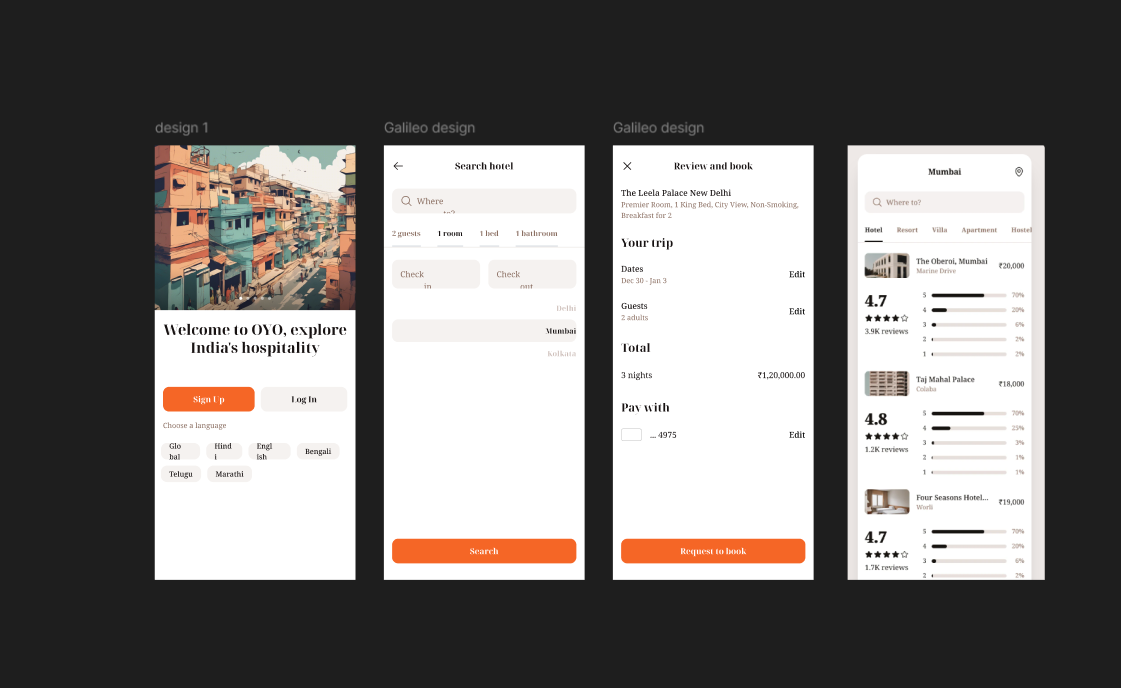 design 1
Welcome to OYO, explore
India's hospitality
Sign Up
Log In
Choose a language
Glo
bal
Hind
i
Engl
ish
Bengali
Telugu
Marathi
Galileo design
Search hotel
Where
to?
2 guests
1 room
1 bed
1 bathroom
Check
in
Check
out
Delhi
Mumbai
Kolkata
Search
Galileo design
Review and book
The Leela Palace New Delhi
Premier Room, 1 King Bed, City View, Non-Smoking,
Breakfast for 2
Your trip
Dates
Dec 30 - Jan 3
Edit
Guests
2 adults
Edit
Total
3 nights
₹1,20,000.00
Pay with
... 4975
Edit
Request to book
Mumbai
Where to?
Hotel
Resort
Villa
Apartment
Hostel
The Oberoi, Mumbai
Marine Drive
₹20,000
4.7
3.9K reviews
5 70%
4 20%
3 6%
2 2%
1 2%
Taj Mahal Palace
Colaba
₹18,000
4.8
1.2K reviews
5 70%
4 25%
3 3%
2 1%
1 1%
Four Seasons Hotel...
Worli
₹19,000
4.7
1.7K reviews
5 70%
4 20%
3 6%
2 2%